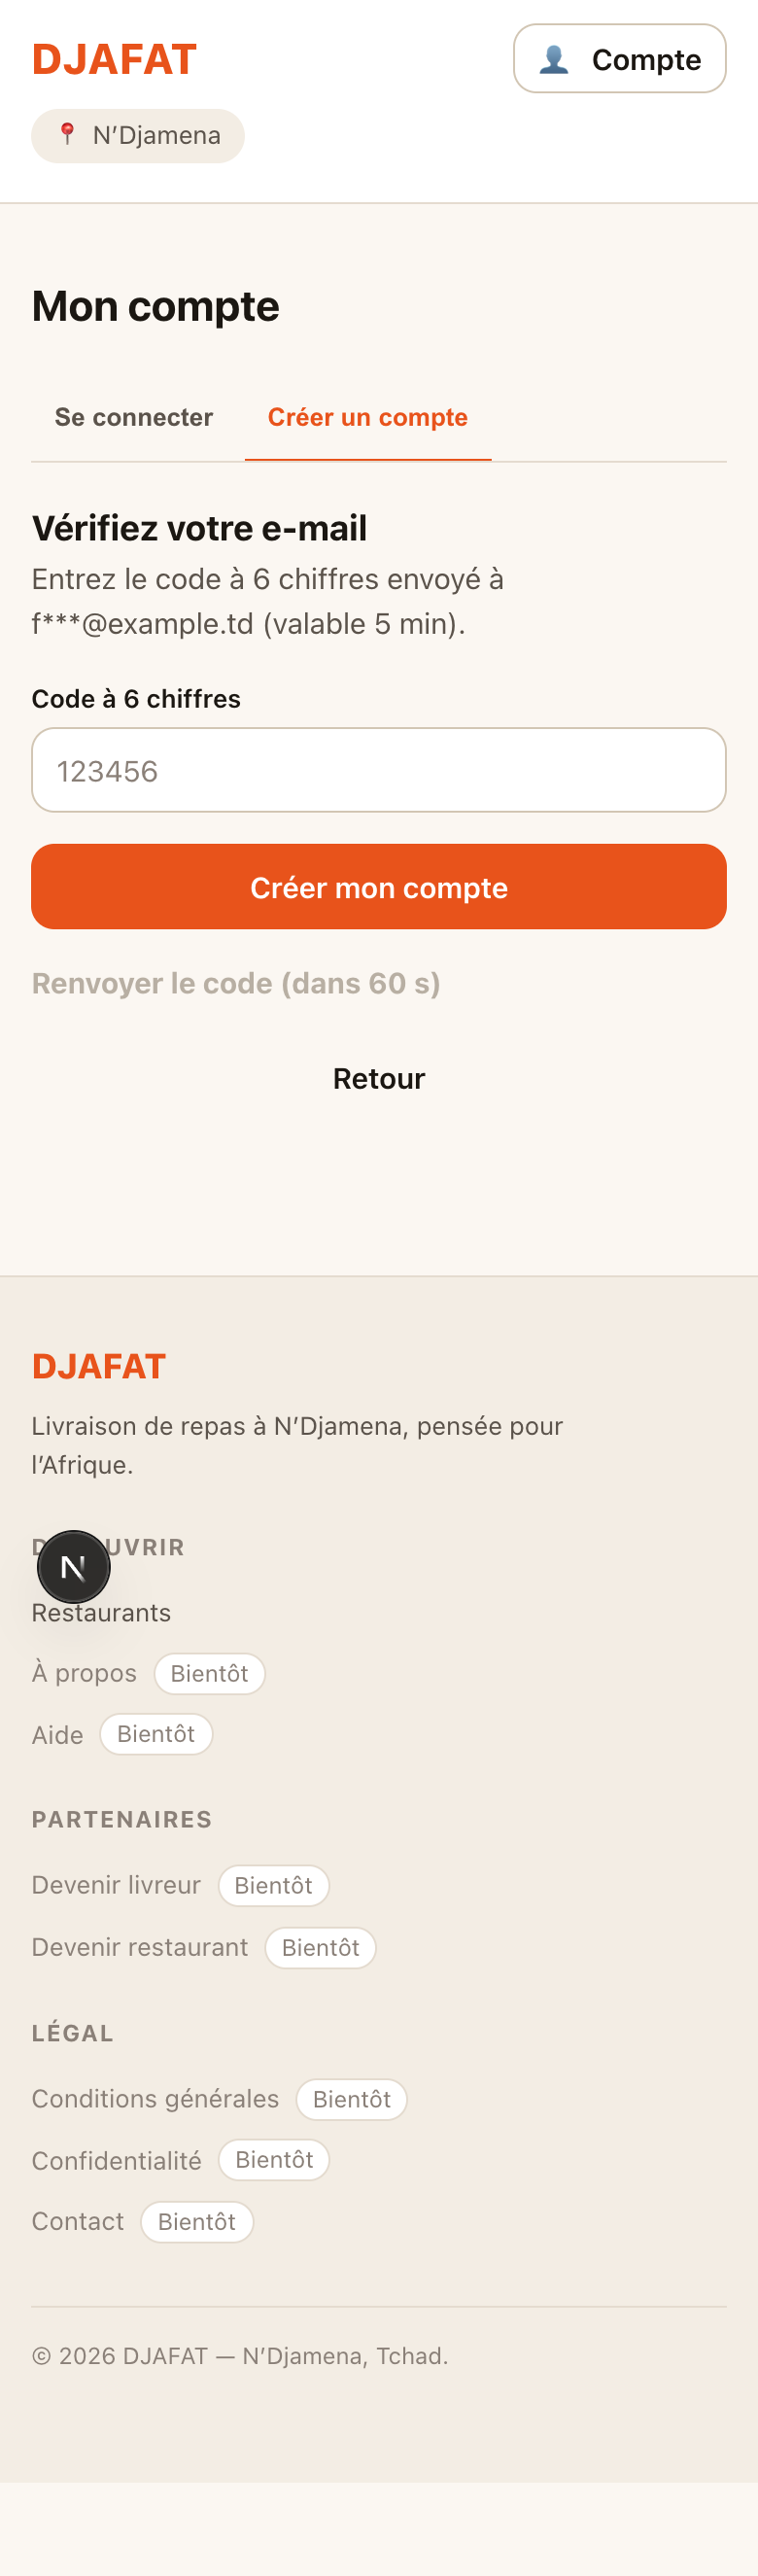 DJAFAT
Compte
N’Djamena
Mon compte
Se connecter
Créer un compte
Vérifiez votre e-mail
Entrez le code à 6 chiffres envoyé à
f***@example.td (valable 5 min).
Code à 6 chiffres
123456
Créer mon compte
Renvoyer le code (dans 60 s)
Retour
DJAFAT
Livraison de repas à N’Djamena, pensée pour
l’Afrique.
N
Restaurants
À propos Bientôt
Aide Bientôt
PARTENAIRES
Devenir livreur Bientôt
Devenir restaurant Bientôt
LÉGAL
Conditions générales Bientôt
Confidentialité Bientôt
Contact Bientôt
© 2026 DJAFAT — N’Djamena, Tchad.